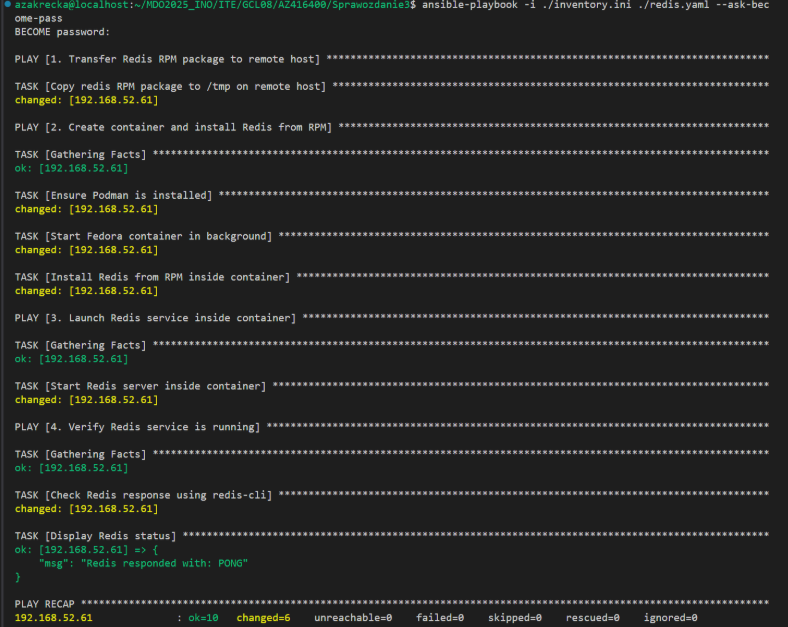 azakrecka@localhost:~/MDO2025_INO/ITE/GCL08/AZ416400/Sprawozdanie3$ ansible-playbook -i ./inventory.ini ./redis.yaml --ask-bec
ome-pass
BECOME password:
PLAY [1. Transfer Redis RPM package to remote host] ************************************************************************
TASK [Copy redis RPM package to /tmp on remote host] ***********************************************************************
changed: [192.168.52.61]
PLAY [2. Create container and install Redis from RPM] **********************************************************************
TASK [Gathering Facts] *****************************************************************************************************
ok: [192.168.52.61]
TASK [Ensure Podman is installed] ******************************************************************************************
changed: [192.168.52.61]
TASK [Start Fedora container in background] ********************************************************************************
changed: [192.168.52.61]
TASK [Install Redis from RPM inside container] *****************************************************************************
changed: [192.168.52.61]
PLAY [3. Launch Redis service inside container] ****************************************************************************
TASK [Gathering Facts] *****************************************************************************************************
ok: [192.168.52.61]
TASK [Start Redis server inside container] *********************************************************************************
changed: [192.168.52.61]
PLAY [4. Verify Redis service is running] **********************************************************************************
TASK [Gathering Facts] *****************************************************************************************************
ok: [192.168.52.61]
TASK [Check Redis response using redis-cli] ********************************************************************************
changed: [192.168.52.61]
TASK [Display Redis status] ************************************************************************************************
ok: [192.168.52.61] => {
    "msg": "Redis responded with: PONG"
}
PLAY RECAP *****************************************************************************************************************
192.168.52.61              : ok=10   changed=6    unreachable=0    failed=0    skipped=0    rescued=0    ignored=0